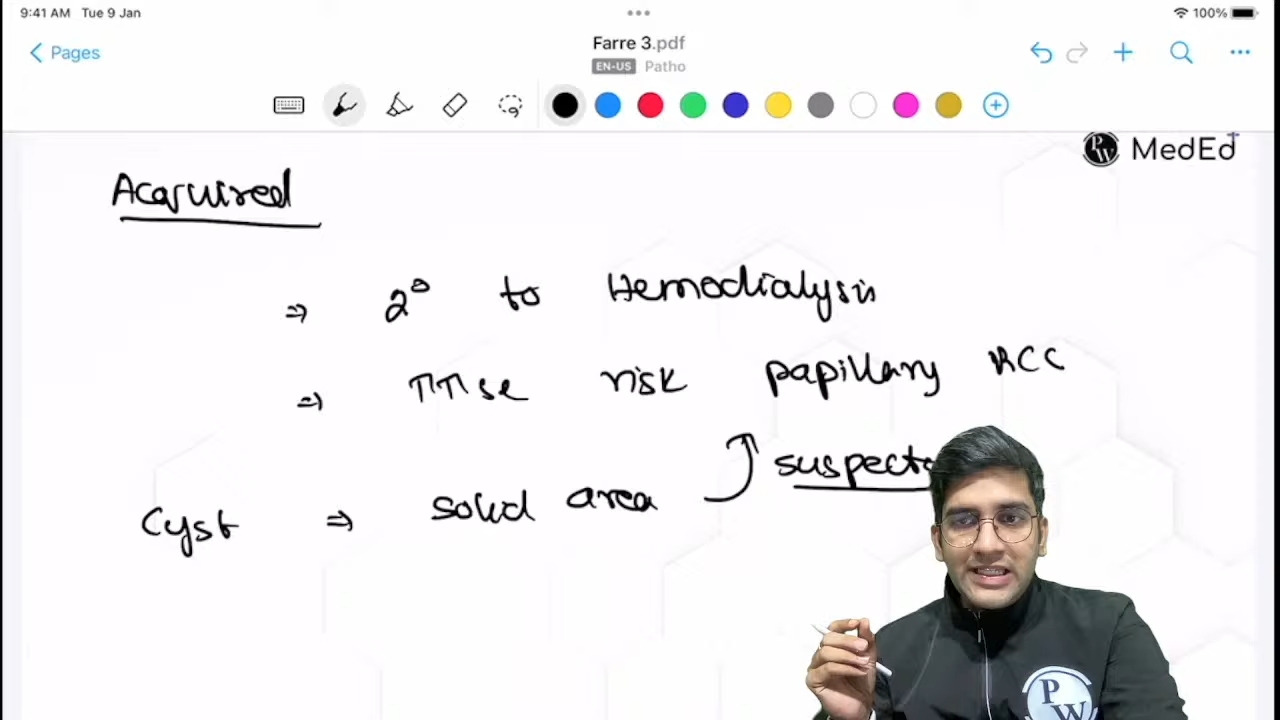 9:41 AM Tue 9 Jan
100%
Pages
Farre 3.pdf
EN-US Patho
PW MedEd
Acquired
⇒ 2° to Hemodialysis
⇒ ↑↑se risk papillary RCC
suspect
Cyst ⇒ solid area
PW